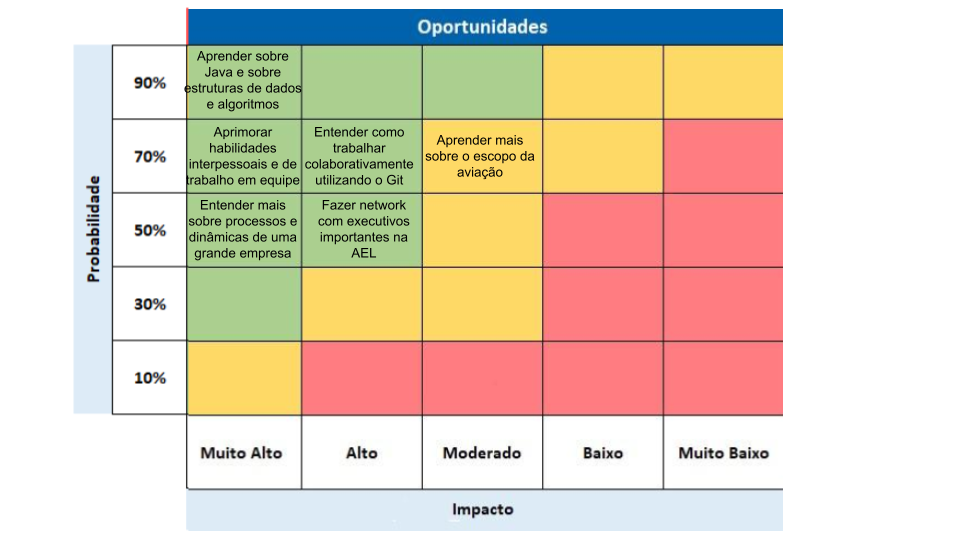 Oportunidades
Probabilidade
90%
Aprender sobre
Java e sobre
estruturas de dados
e algoritmos
70%
Aprimorar
habilidades
interpessoais e de
trabalho em equipe
Entender como
trabalhar
colaborativamente
utilizando o Git
Aprender mais
sobre o escopo da
aviação
50%
Entender mais
sobre processos e
dinâmicas de uma
grande empresa
Fazer network
com executivos
importantes na
AEL
30%
10%
Muito Alto
Alto
Moderado
Baixo
Muito Baixo
Impacto